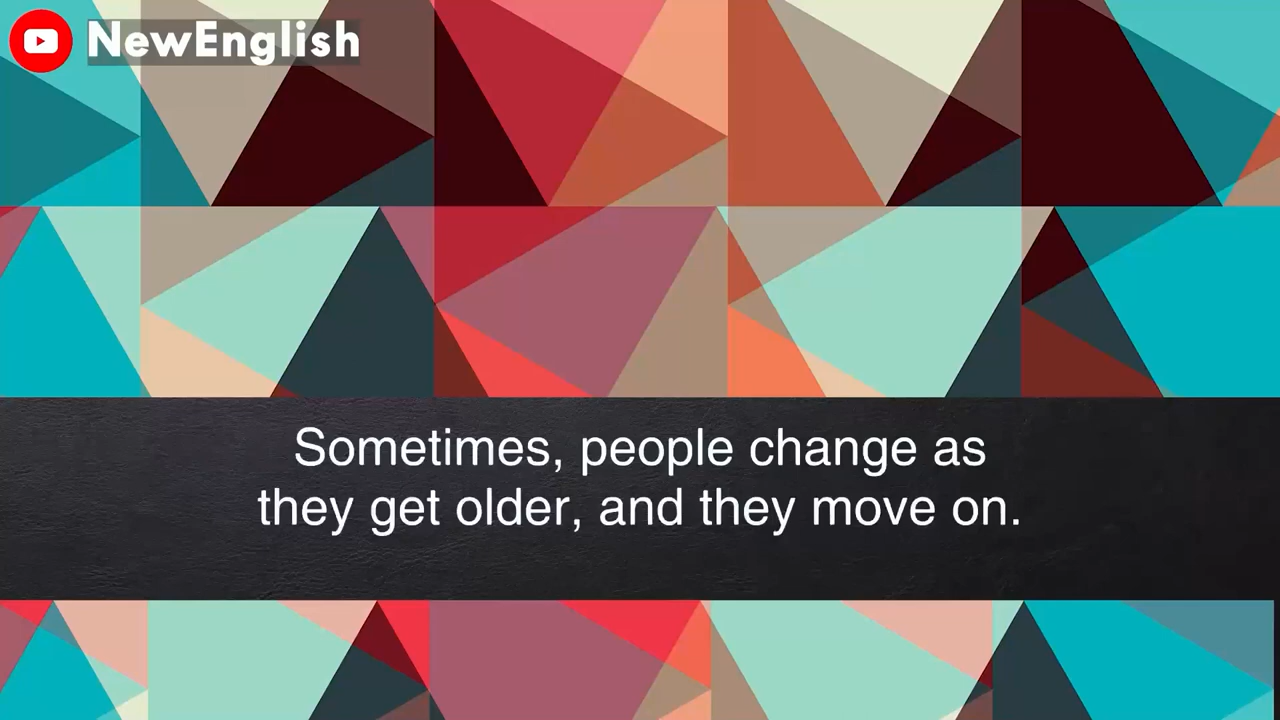 NewEnglish
Sometimes, people change as
they get older, and they move on.